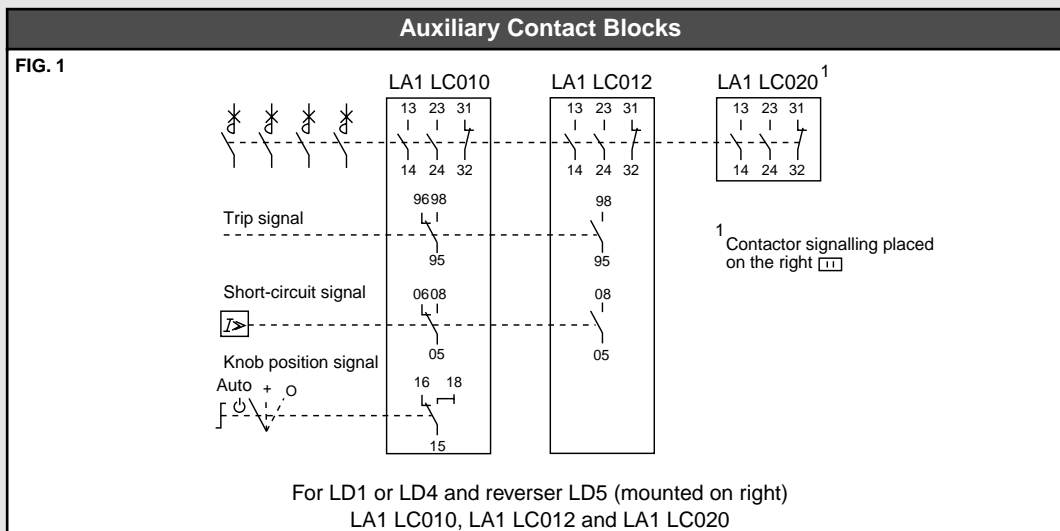 Auxiliary Contact Blocks
FIG. 1
LA1 LC010 LA1 LC012 LA1 LC020 1
13 23 31 13 23 31 13 23 31
14 24 32 14 24 32 14 24 32
96 98 98
Trip signal
95 95
1 Contactor signalling placed
on the right
Short-circuit signal 06 08 08
I>>
05 05
Knob position signal
Auto + O 16 18
15
For LD1 or LD4 and reverser LD5 (mounted on right)
LA1 LC010, LA1 LC012 and LA1 LC020